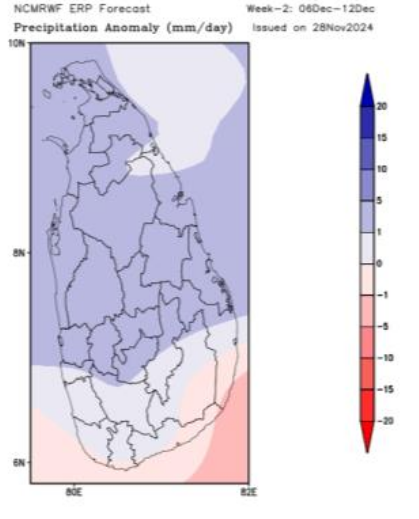 NCMRWF ERP Forecast Week-2: 06Dec-12Dec
Precipitation Anomaly (mm/day) Issued on 28Nov2024
10N
8N
6N
80E 82E
20
15
10
5
1
0
-1
-5
-10
-15
-20